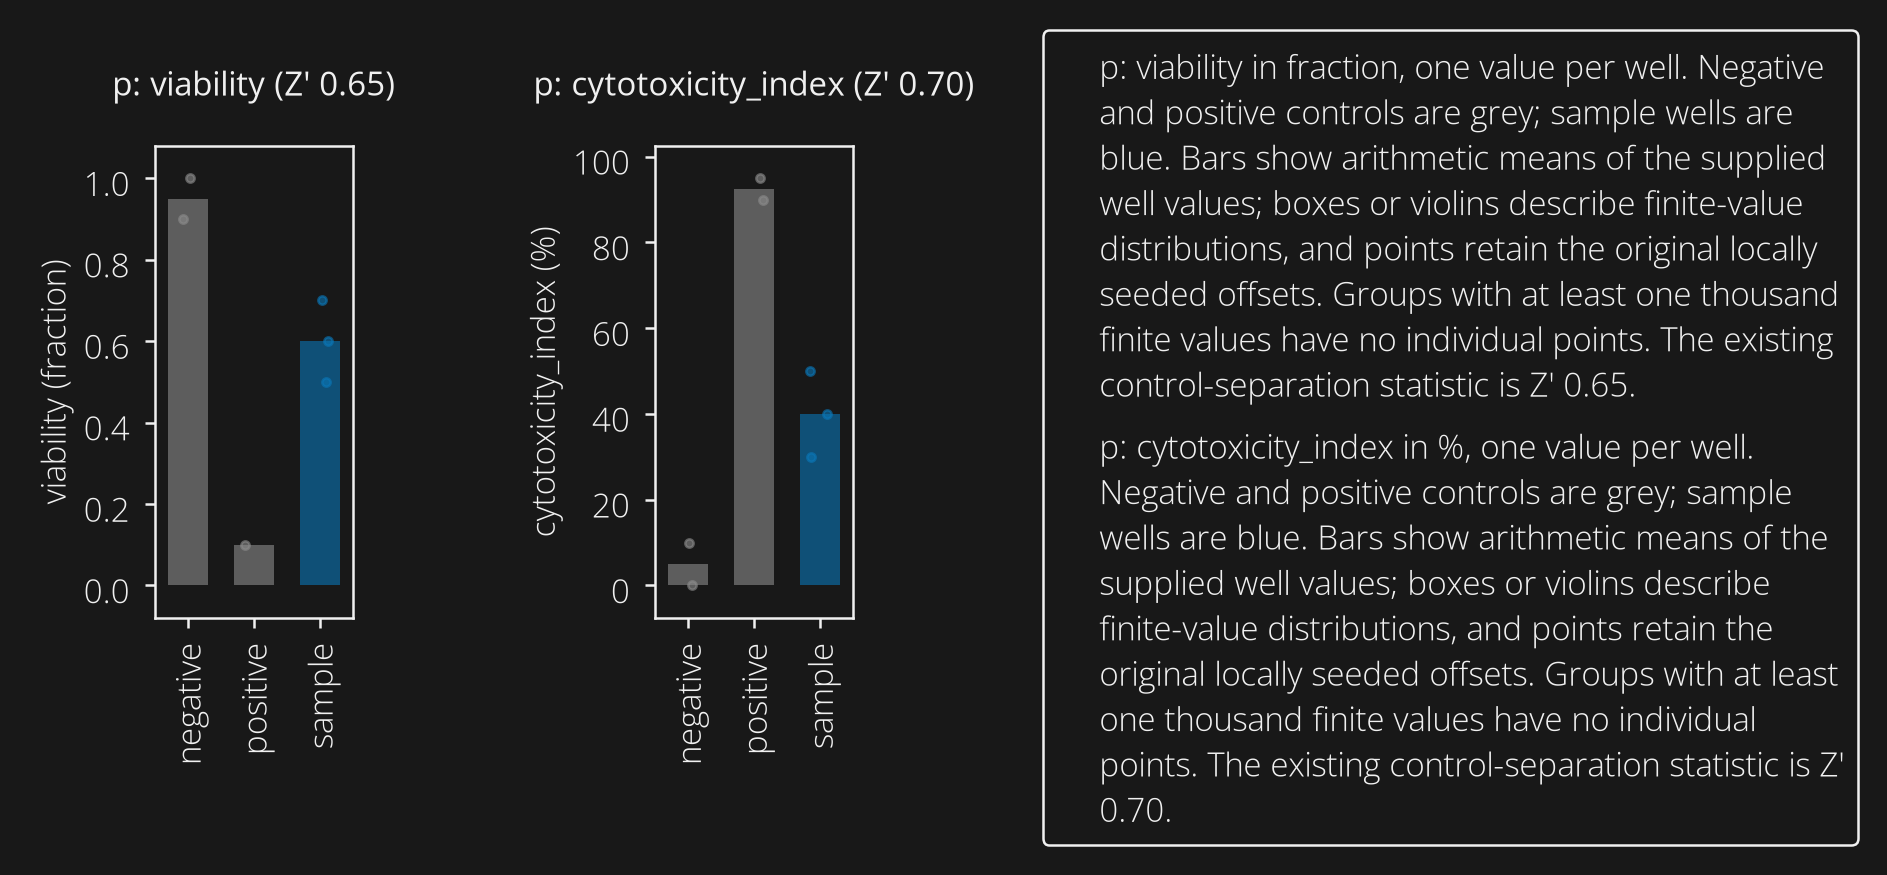 p: viability (Z' 0.65)
viability (fraction)
1.0
0.8
0.6
0.4
0.2
0.0
negative
positive
sample
p: cytotoxicity_index (Z' 0.70)
cytotoxicity_index (%)
100
80
60
40
20
0
negative
positive
sample
p: viability in fraction, one value per well. Negative
and positive controls are grey; sample wells are
blue. Bars show arithmetic means of the supplied
well values; boxes or violins describe finite-value
distributions, and points retain the original locally
seeded offsets. Groups with at least one thousand
finite values have no individual points. The existing
control-separation statistic is Z' 0.65.
p: cytotoxicity_index in %, one value per well.
Negative and positive controls are grey; sample
wells are blue. Bars show arithmetic means of the
supplied well values; boxes or violins describe
finite-value distributions, and points retain the
original locally seeded offsets. Groups with at least
one thousand finite values have no individual
points. The existing control-separation statistic is Z'
0.70.